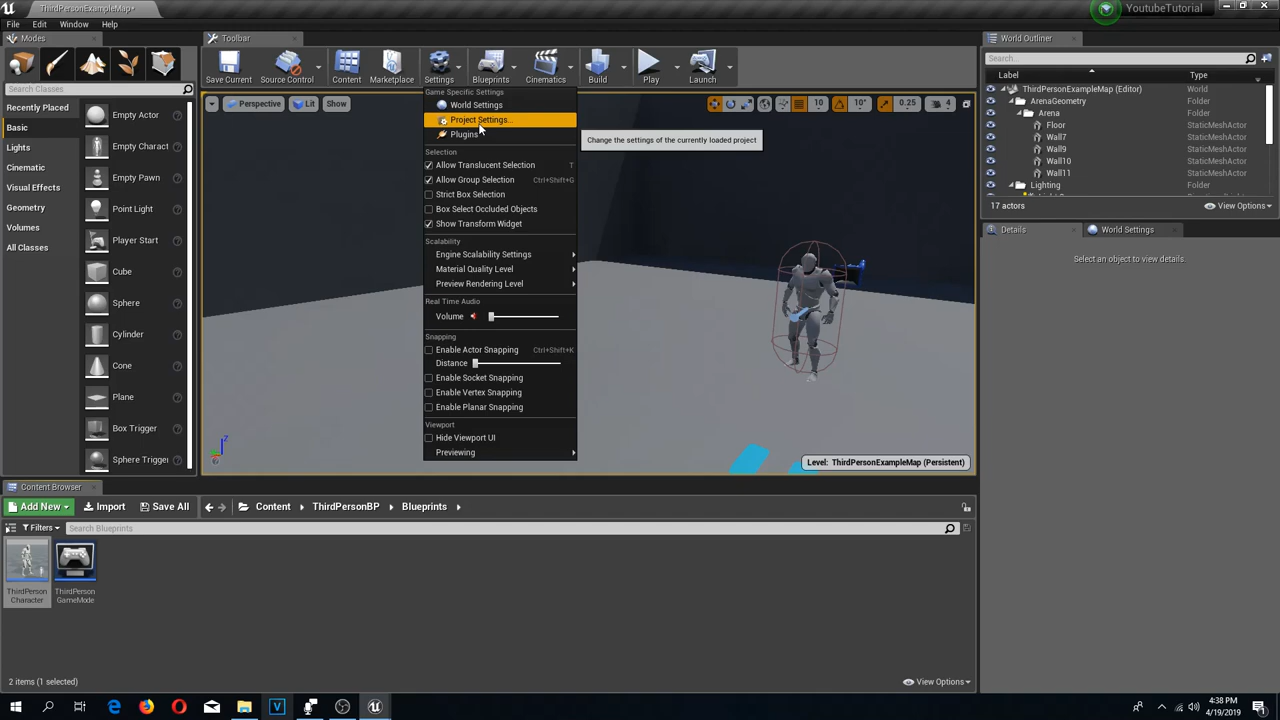 ThirdPersonExampleMap*
YoutubeTutorial
File Edit Window Help
Modes
Toolbar
World Outliner
Save Current
Source Control
Content
Marketplace
Settings
Blueprints
Cinematics
Build
Play
Launch
Search...
Label
Type
Search Classes
Recently Placed
Basic
Lights
Cinematic
Visual Effects
Geometry
Volumes
All Classes
Empty Actor
Empty Charact
Empty Pawn
Point Light
Player Start
Cube
Sphere
Cylinder
Cone
Plane
Box Trigger
Sphere Trigger
Perspective
Lit
Show
10
10°
0.25
4
Game Specific Settings
World Settings
Project Settings...
Plugins
Change the settings of the currently loaded project
Selection
Allow Translucent Selection T
Allow Group Selection Ctrl+Shift+G
Strict Box Selection
Box Select Occluded Objects
Show Transform Widget
Scalability
Engine Scalability Settings
Material Quality Level
Preview Rendering Level
Real Time Audio
Volume
Snapping
Enable Actor Snapping Ctrl+Shift+K
Distance
Enable Socket Snapping
Enable Vertex Snapping
Enable Planar Snapping
Viewport
Hide Viewport UI
Previewing
Z
Level: ThirdPersonExampleMap (Persistent)
ThirdPersonExampleMap (Editor) World
ArenaGeometry Folder
Arena Folder
Floor StaticMeshActor
Wall7 StaticMeshActor
Wall9 StaticMeshActor
Wall10 StaticMeshActor
Wall11 StaticMeshActor
Lighting Folder
17 actors
View Options
Details
World Settings
Select an object to view details.
Content Browser
Add New
Import
Save All
Content
ThirdPersonBP
Blueprints
Filters
Search Blueprints
ThirdPerson
Character
ThirdPerson
GameMode
2 items (1 selected)
View Options
4:38 PM
4/19/2019